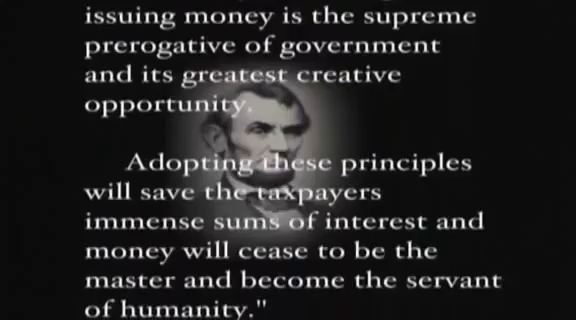 issuing money is the supreme
prerogative of government
and its greatest creative
opportunity.
Adopting these principles
will save the taxpayers
immense sums of interest and
money will cease to be the
master and become the servant
of humanity."